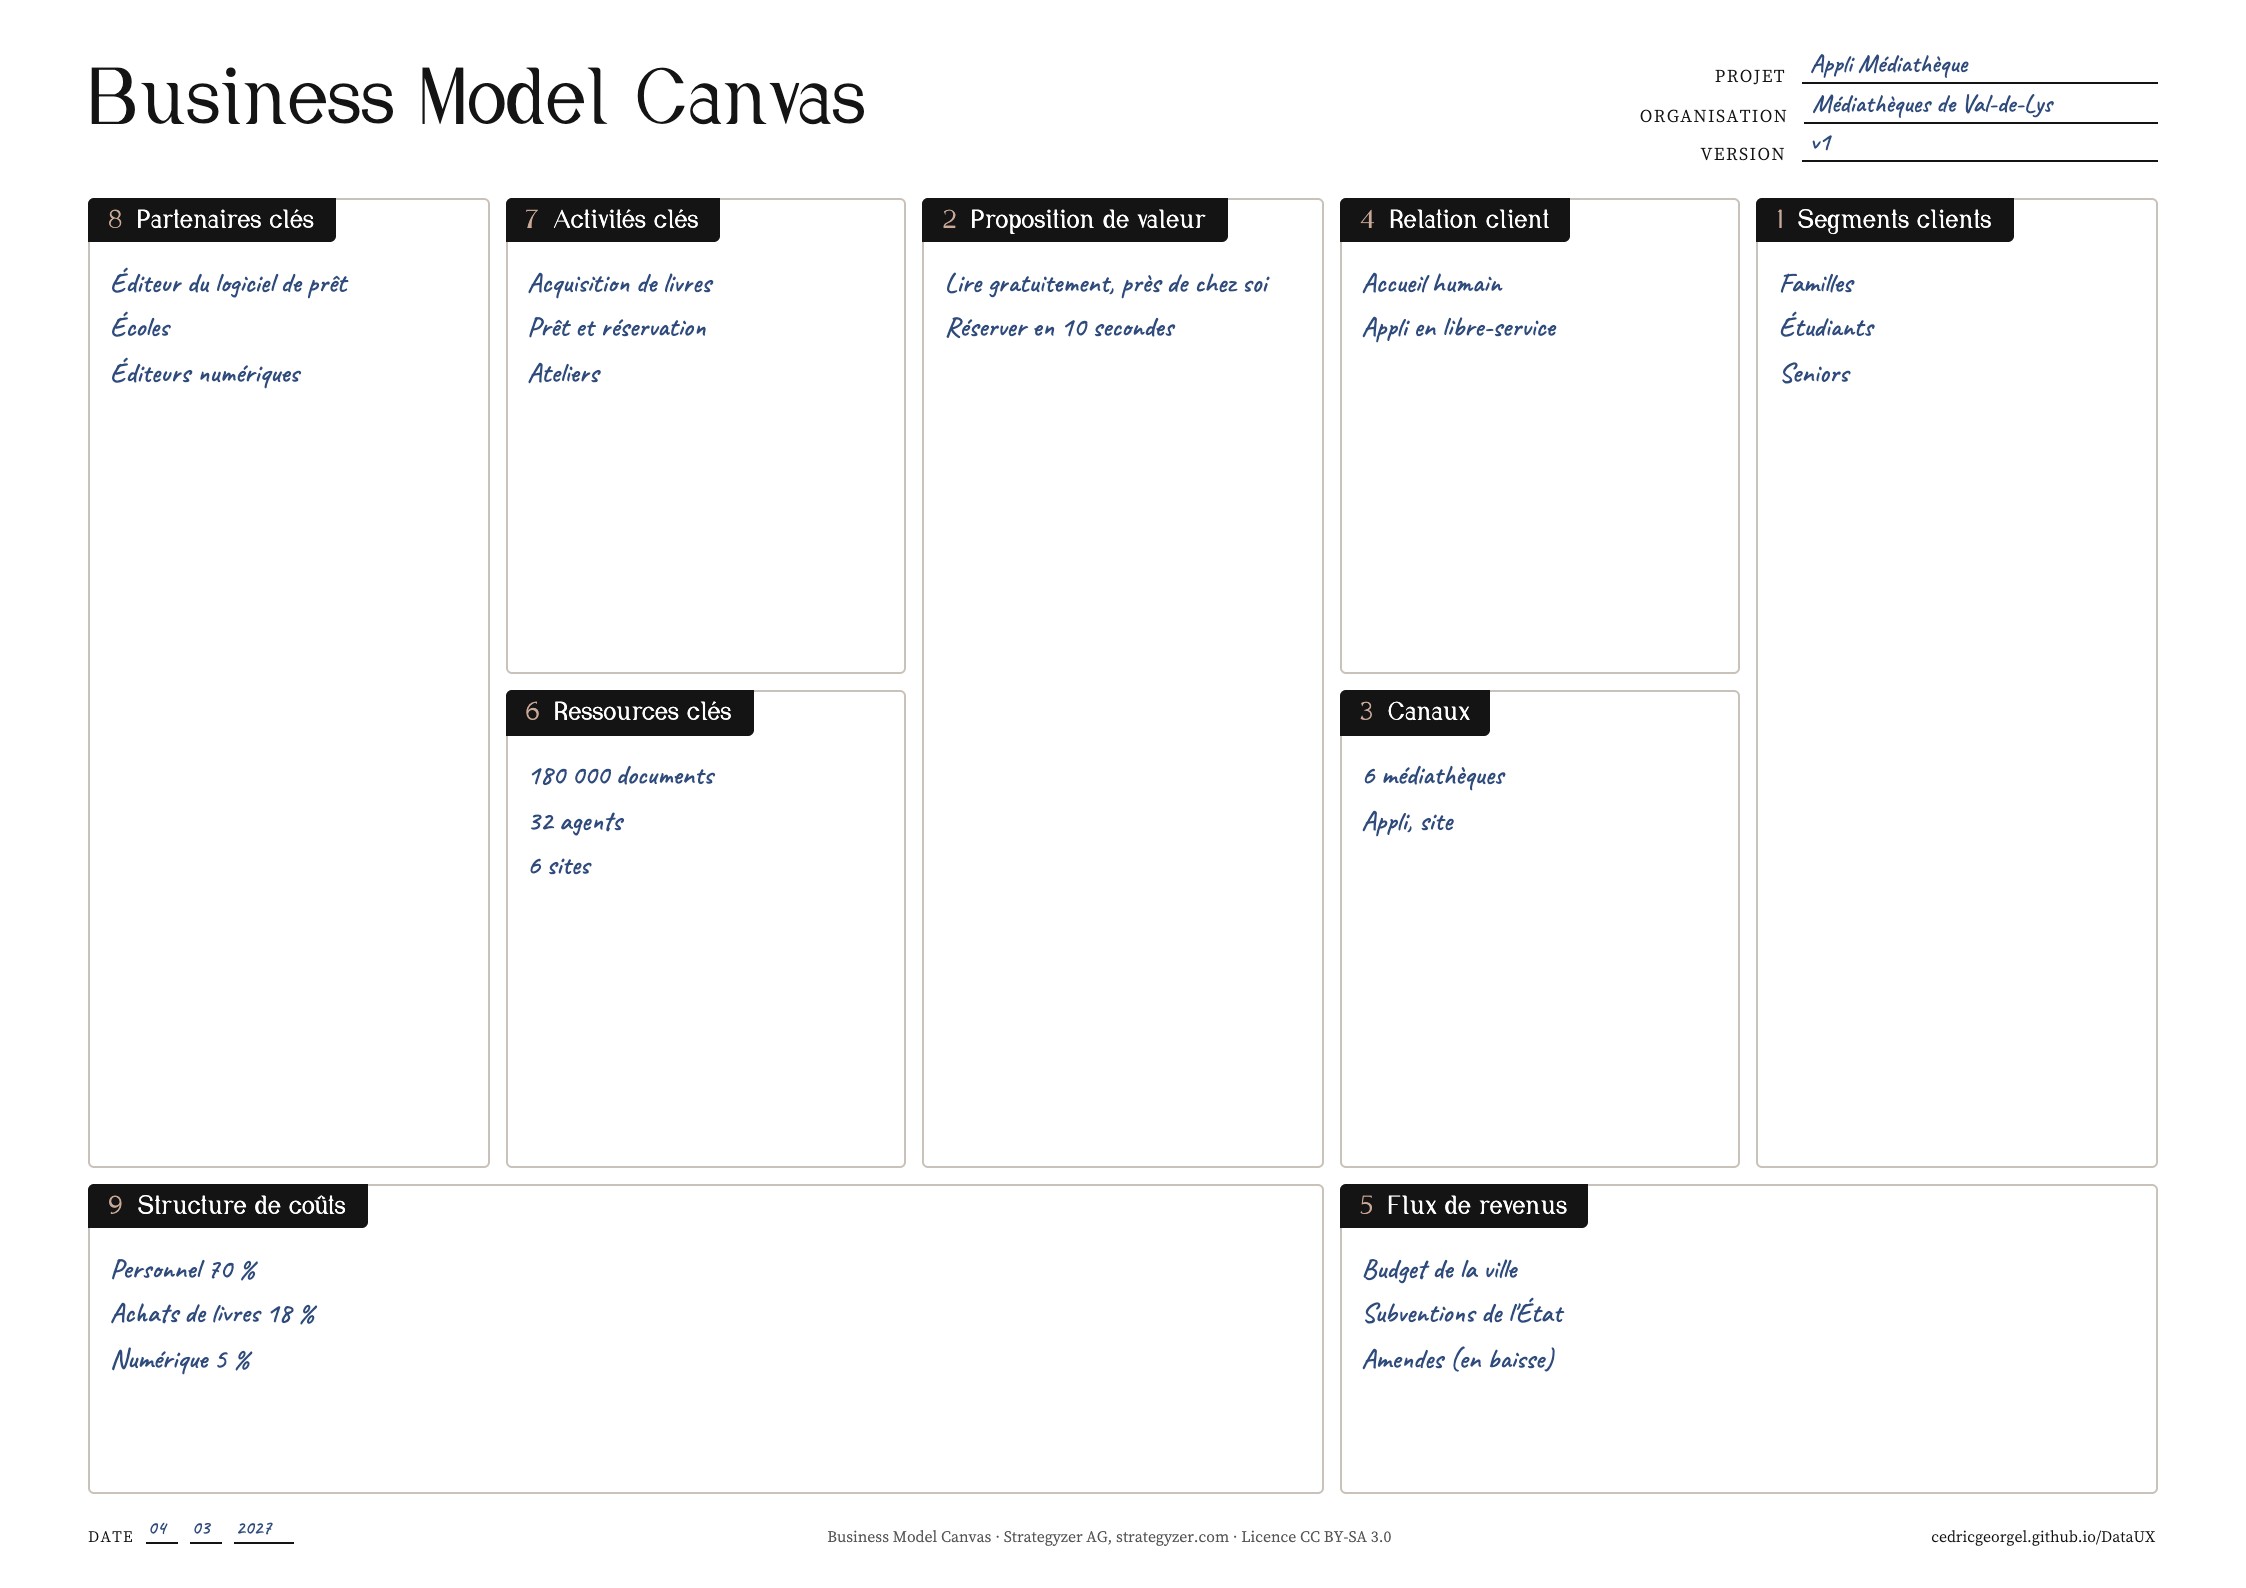 Business Model Canvas
PROJET Appli Médiathèque
ORGANISATION Médiathèques de Val-de-Lys
VERSION v1
8 Partenaires clés
Éditeur du logiciel de prêt
Écoles
Éditeurs numériques
7 Activités clés
Acquisition de livres
Prêt et réservation
Ateliers
6 Ressources clés
180 000 documents
32 agents
6 sites
2 Proposition de valeur
Lire gratuitement, près de chez soi
Réserver en 10 secondes
4 Relation client
Accueil humain
Appli en libre-service
3 Canaux
6 médiathèques
Appli, site
1 Segments clients
Familles
Étudiants
Seniors
9 Structure de coûts
Personnel 70 %
Achats de livres 18 %
Numérique 5 %
5 Flux de revenus
Budget de la ville
Subventions de l'État
Amendes (en baisse)
DATE 04 03 2027
Business Model Canvas · Strategyzer AG, strategyzer.com · Licence CC BY-SA 3.0
cedricgeorgel.github.io/DataUX